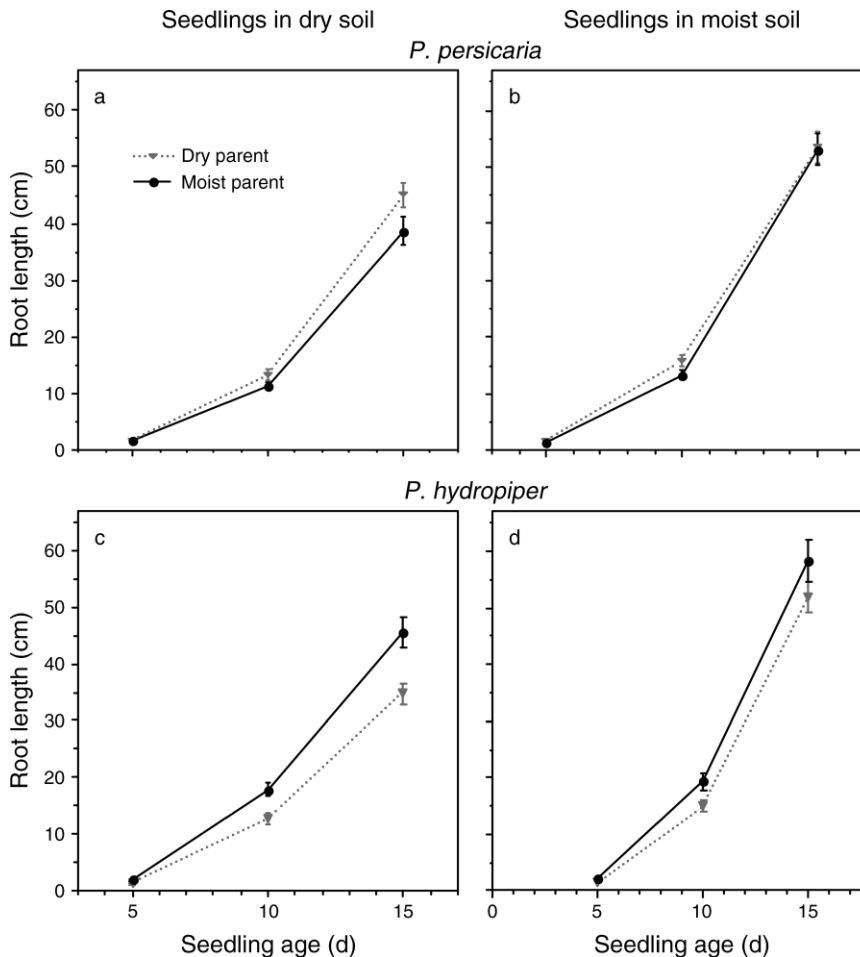 Seedlings in dry soil
Seedlings in moist soil
P. persicaria
a
b
60
50
40
30
20
10
0
Root length (cm)
Dry parent
Moist parent
P. hydropiper
c
d
60
50
40
30
20
10
0
Root length (cm)
5
10
15
0
5
10
15
Seedling age (d)
Seedling age (d)